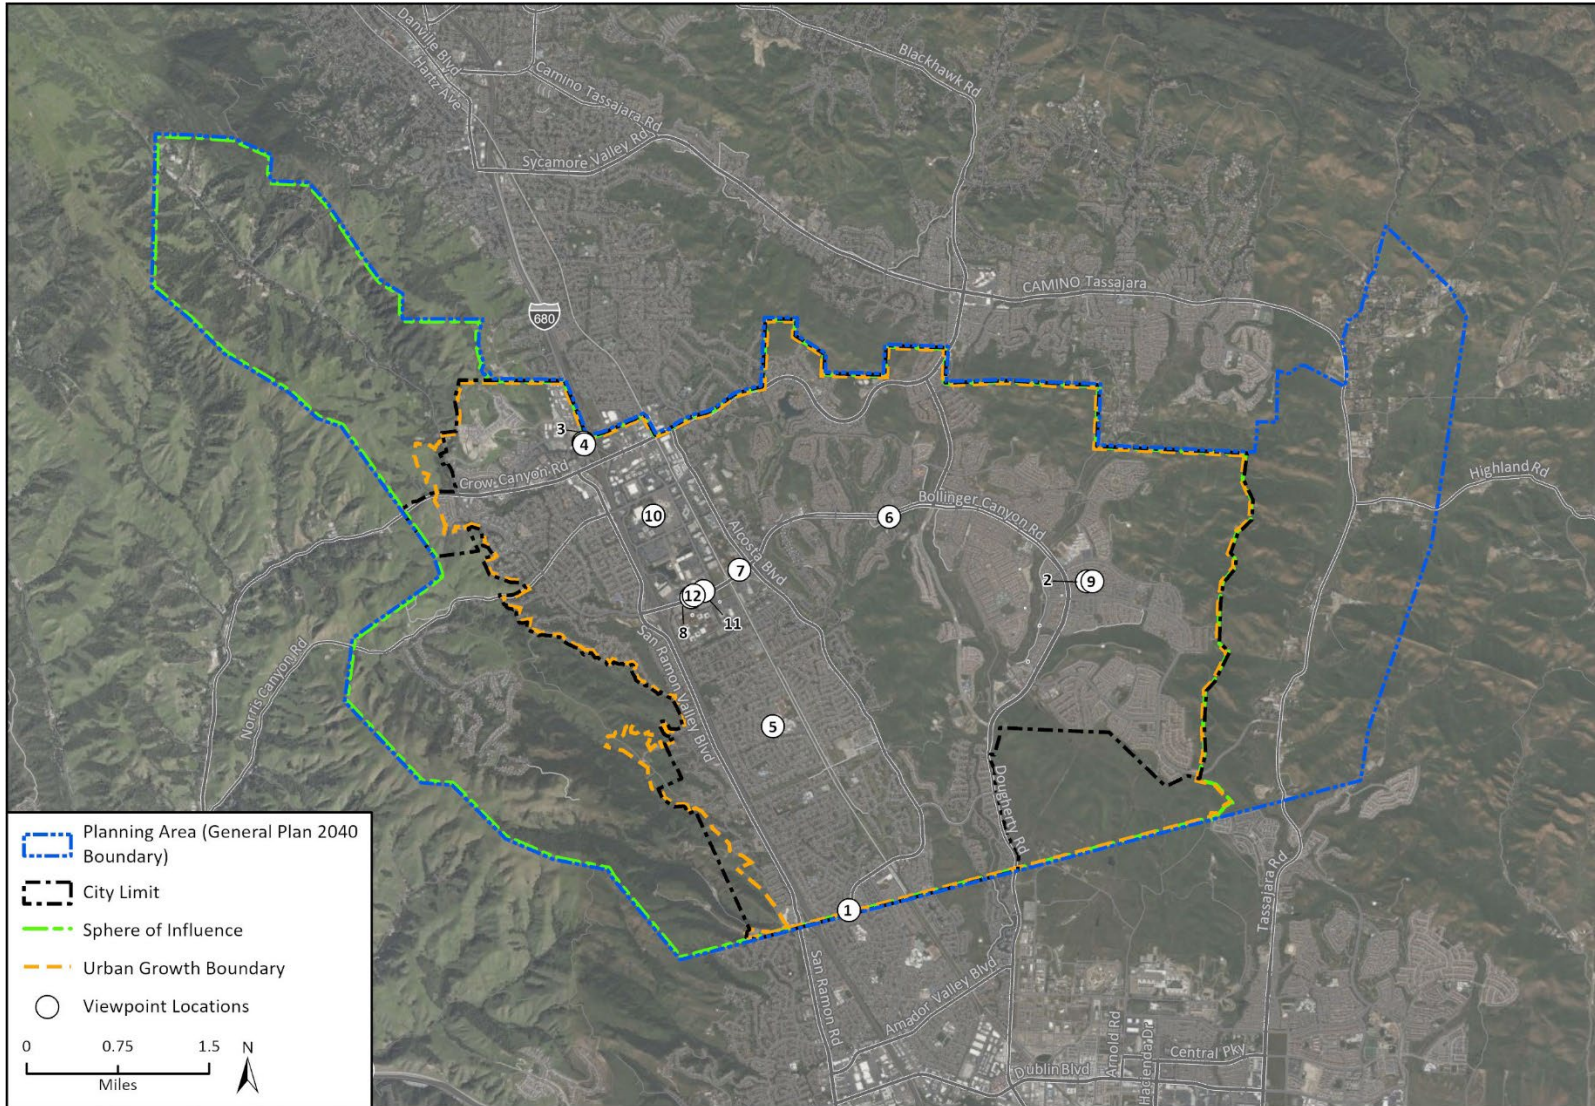 Danville Blvd
Hartz Ave
Camino Tassajara Rd
Blackhawk Rd
Sycamore Valley Rd
CAMINO Tassajara
680
3
4
Crow Canyon Rd
Highland Rd
10
6
Bollinger Canyon Rd
Alcosta Blvd
7
2
9
12
8
11
Norris Canyon Rd
San Ramon Valley Blvd
5
Dougherty Rd
1
Tassajara Rd
San Ramon Rd
Amador Valley Blvd
Arnold Rd
Hacienda Dr
Central Pky
Dublin Blvd
Planning Area (General Plan 2040
Boundary)
City Limit
Sphere of Influence
Urban Growth Boundary
Viewpoint Locations
0 0.75 1.5
Miles
N